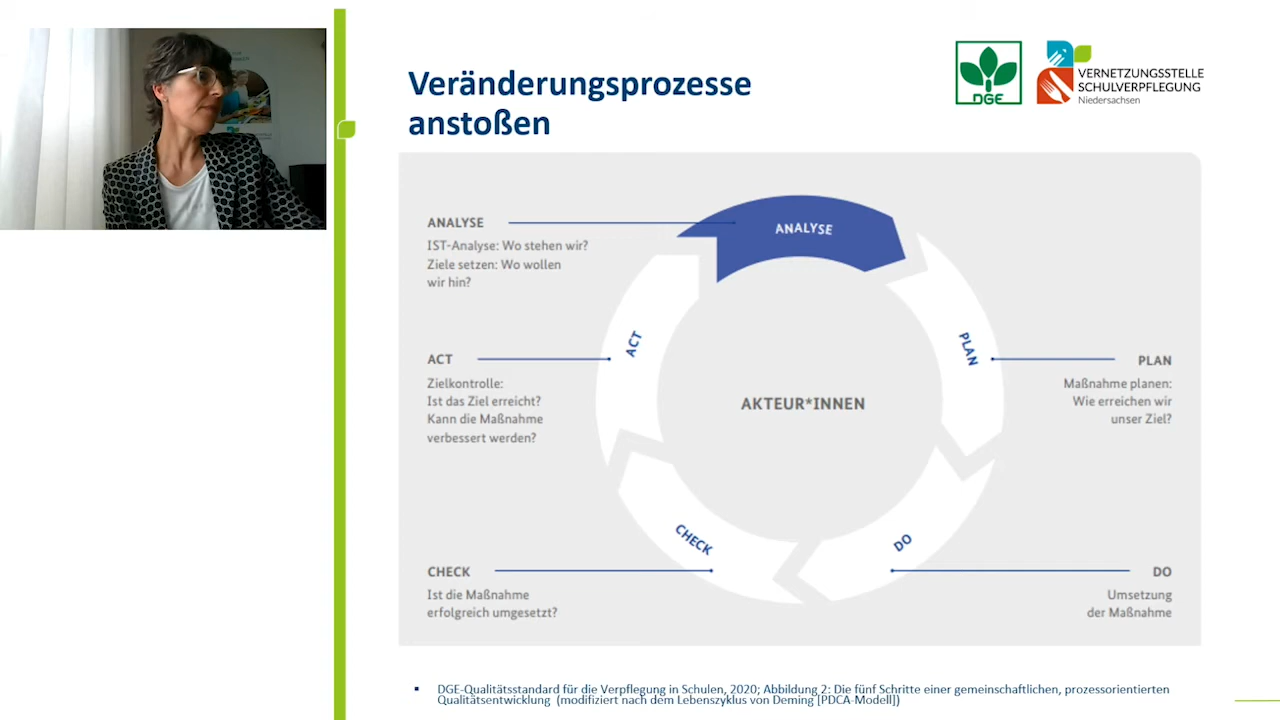 Veränderungsprozesse
anstoßen
DGE
VERNETZUNGSSTELLE
SCHULVERPFLEGUNG
Niedersachsen
ANALYSE
IST-Analyse: Wo stehen wir?
Ziele setzen: Wo wollen
wir hin?
ANALYSE
ACT
Zielkontrolle:
Ist das Ziel erreicht?
Kann die Maßnahme
verbessert werden?
ACT
AKTEUR*INNEN
PLAN
PLAN
Maßnahme planen:
Wie erreichen wir
unser Ziel?
CHECK
Ist die Maßnahme
erfolgreich umgesetzt?
CHECK
DO
DO
Umsetzung
der Maßnahme
DGE-Qualitätsstandard für die Verpflegung in Schulen, 2020; Abbildung 2: Die fünf Schritte einer gemeinschaftlichen, prozessorientierten
Qualitätsentwicklung (modifiziert nach dem Lebenszyklus von Deming [PDCA-Modell])